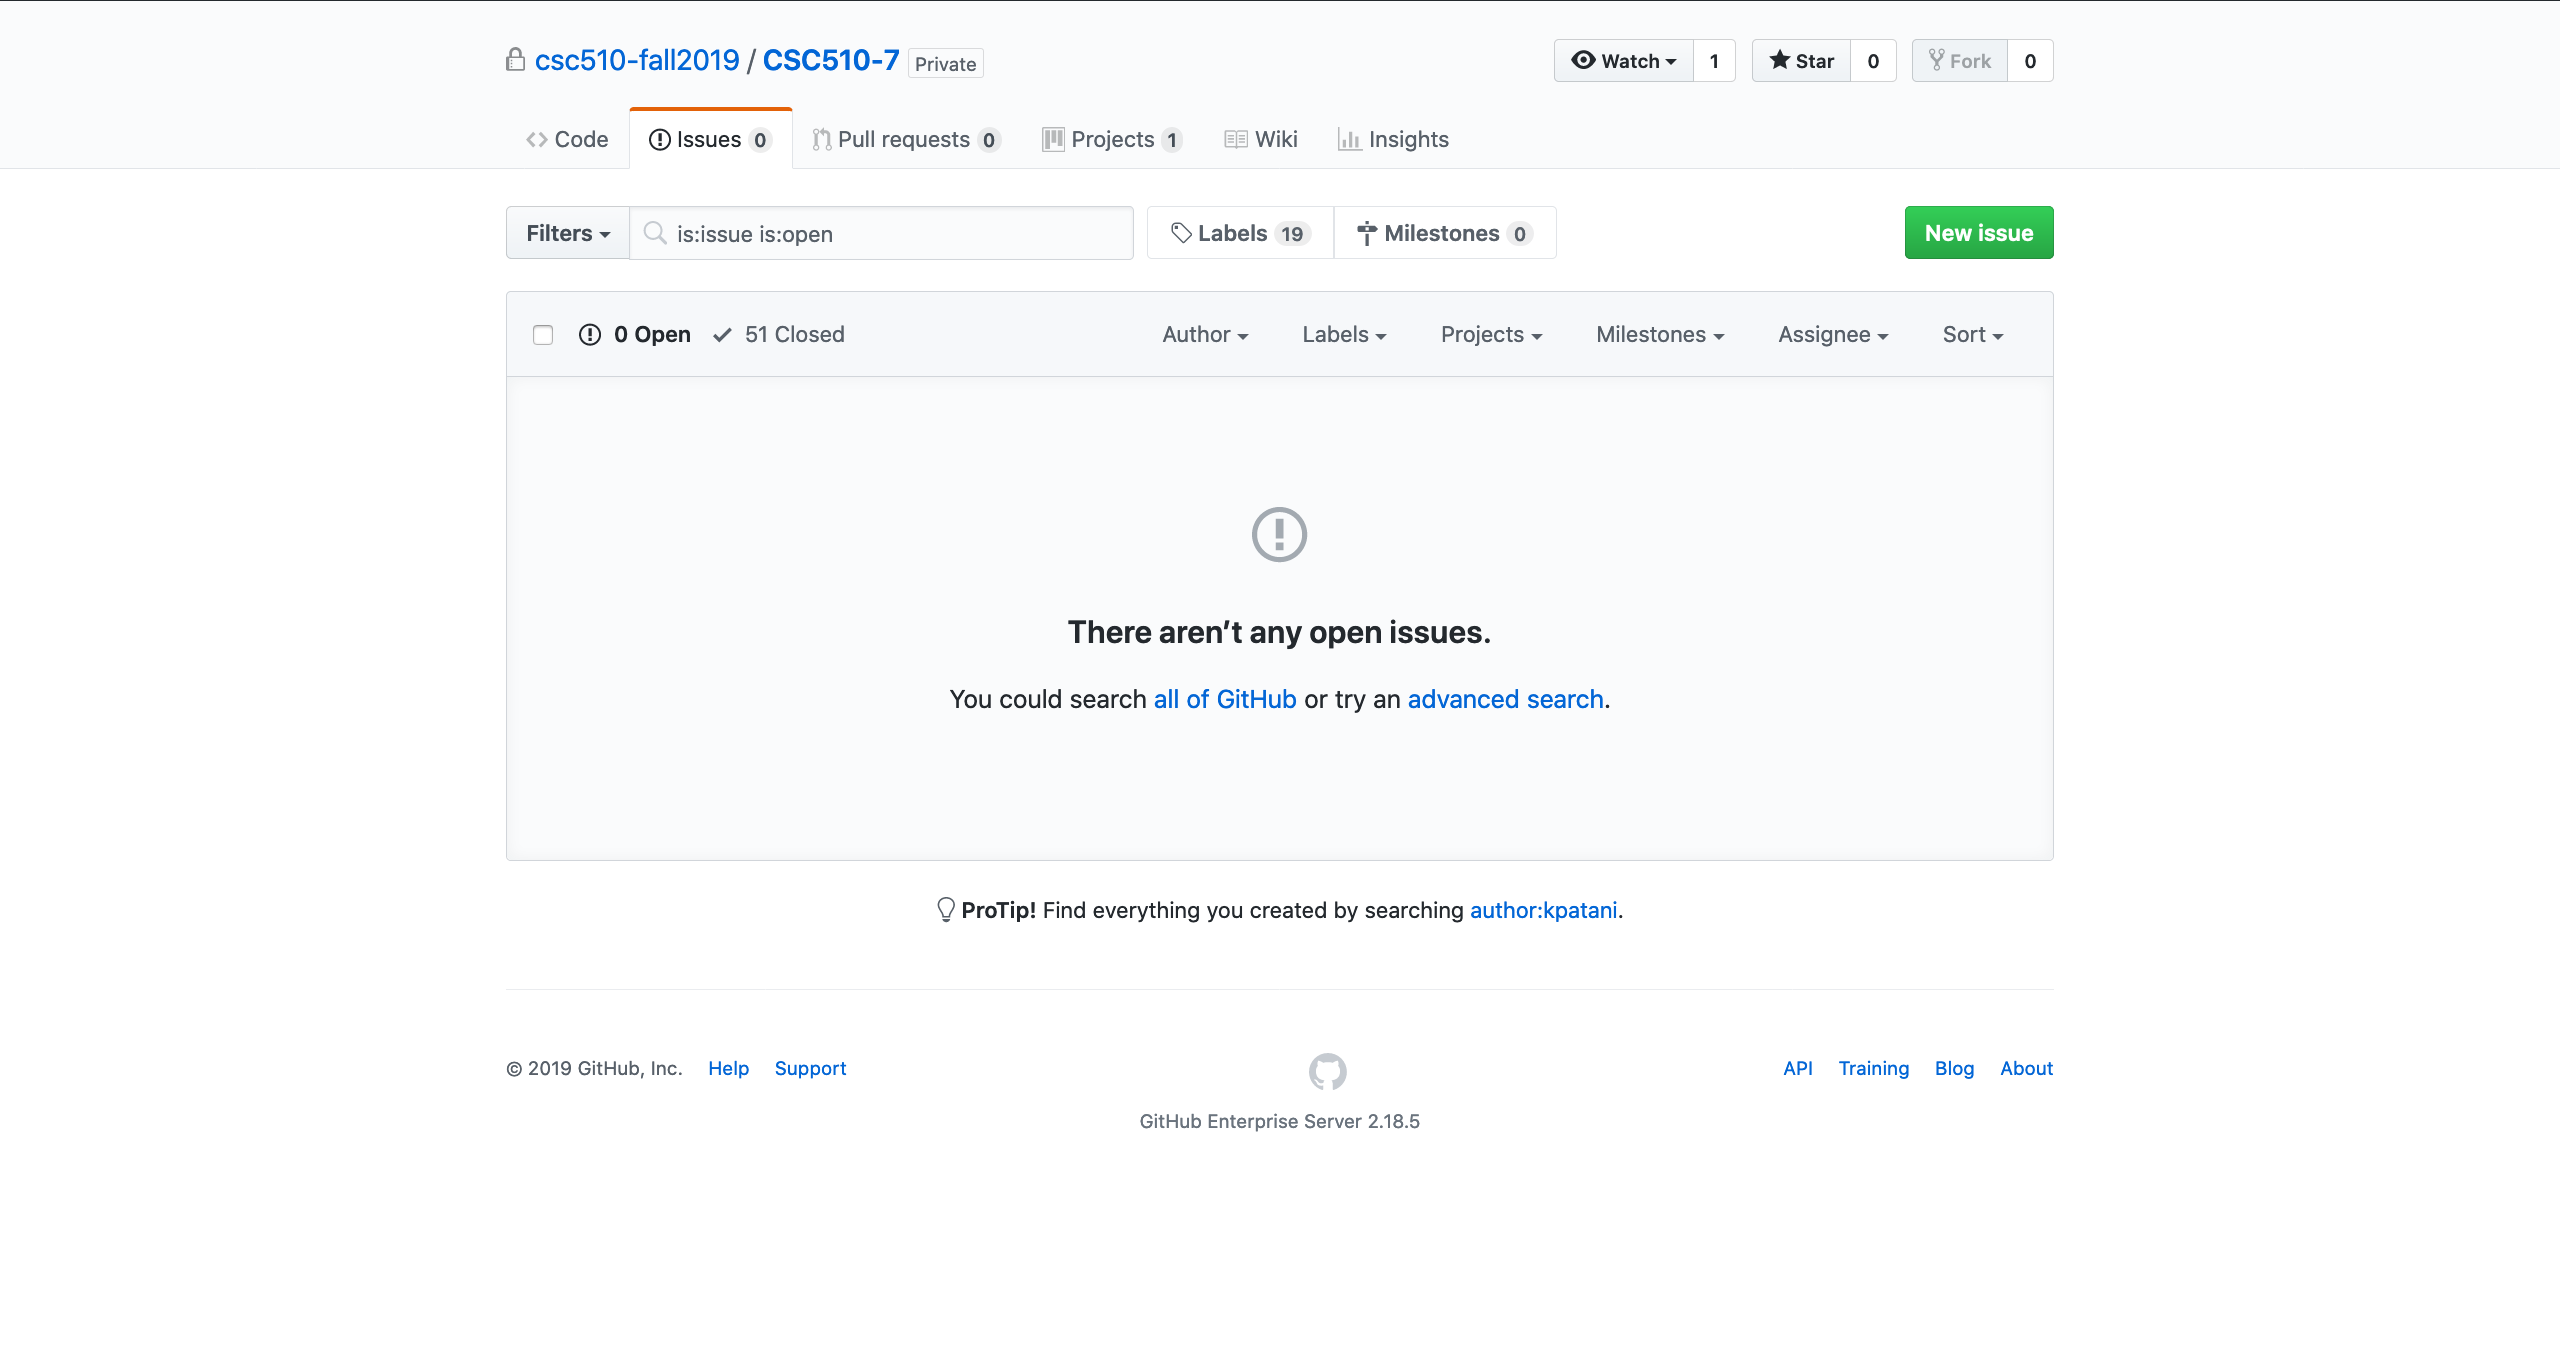 csc510-fall2019 / CSC510-7 Private
Watch 1 Star 0 Fork 0
Code Issues 0 Pull requests 0 Projects 1 Wiki Insights
Filters is:issue is:open Labels 19 Milestones 0 New issue
0 Open 51 Closed Author Labels Projects Milestones Assignee Sort
There aren’t any open issues.
You could search all of GitHub or try an advanced search.
ProTip! Find everything you created by searching author:kpatani.
© 2019 GitHub, Inc. Help Support API Training Blog About
GitHub Enterprise Server 2.18.5